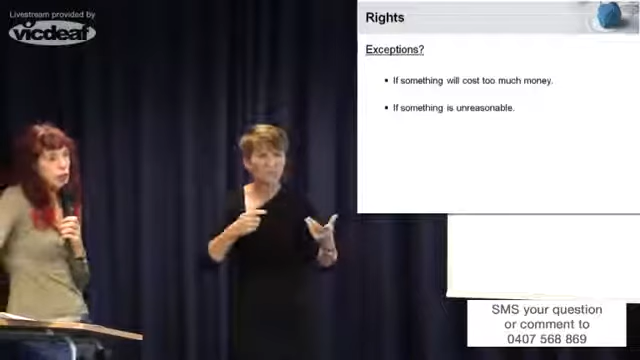 Livestream provided by
vicdeaf
Rights
Exceptions?
• If something will cost too much money.
• If something is unreasonable.
SMS your question
or comment to
0407 568 869